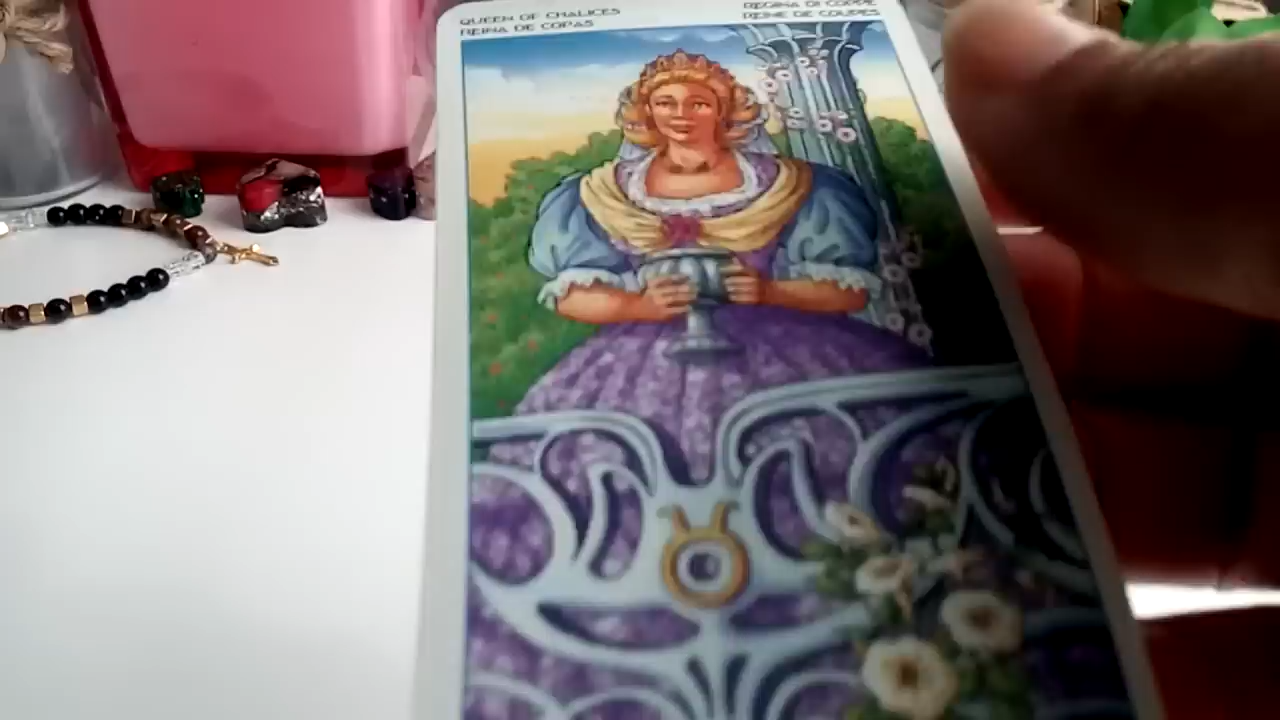 QUEEN OF CHALICES
REINA DE COPAS
REGINA DI COPPE
REINE DE COUPES